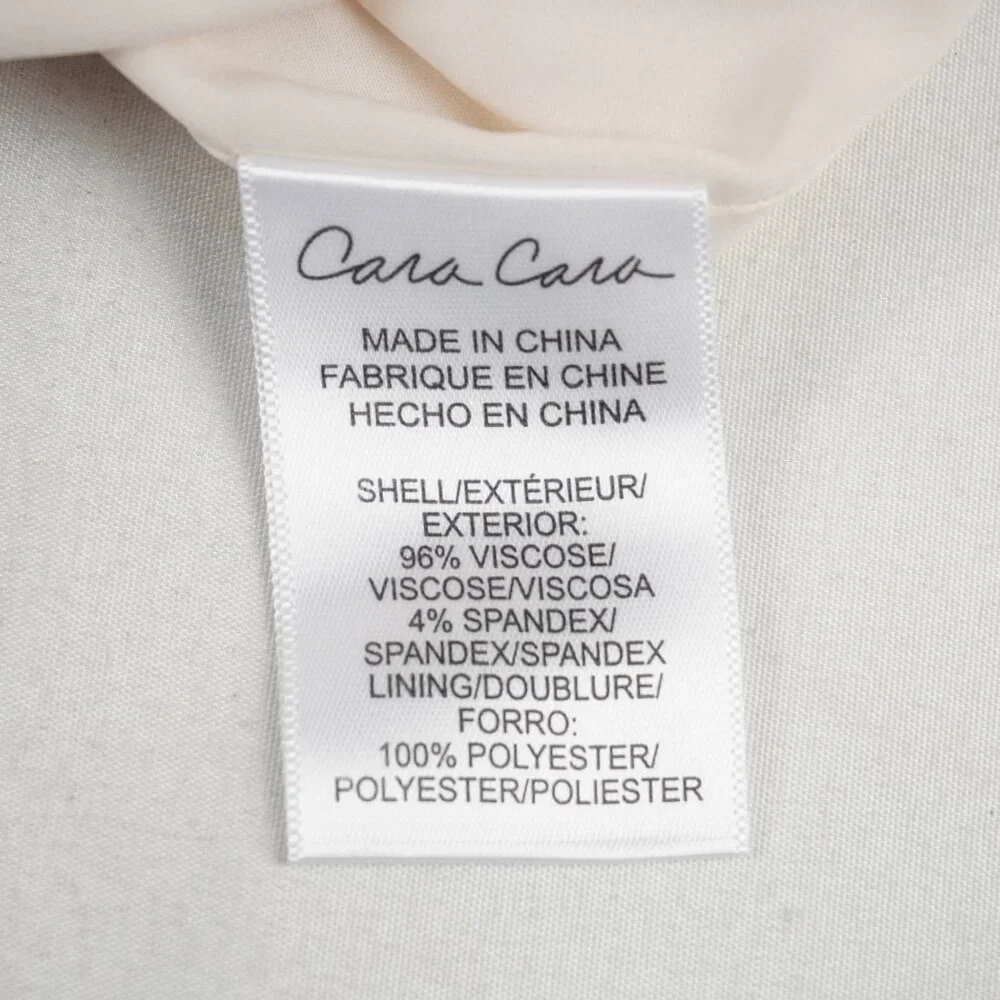 Cara Cara
MADE IN CHINA
FABRIQUE EN CHINE
HECHO EN CHINA
SHELL/EXTÉRIEUR/
EXTERIOR:
96% VISCOSE/
VISCOSE/VISCOSA
4% SPANDEX/
SPANDEX/SPANDEX
LINING/DOUBLURE/
FORRO:
100% POLYESTER/
POLYESTER/POLIESTER